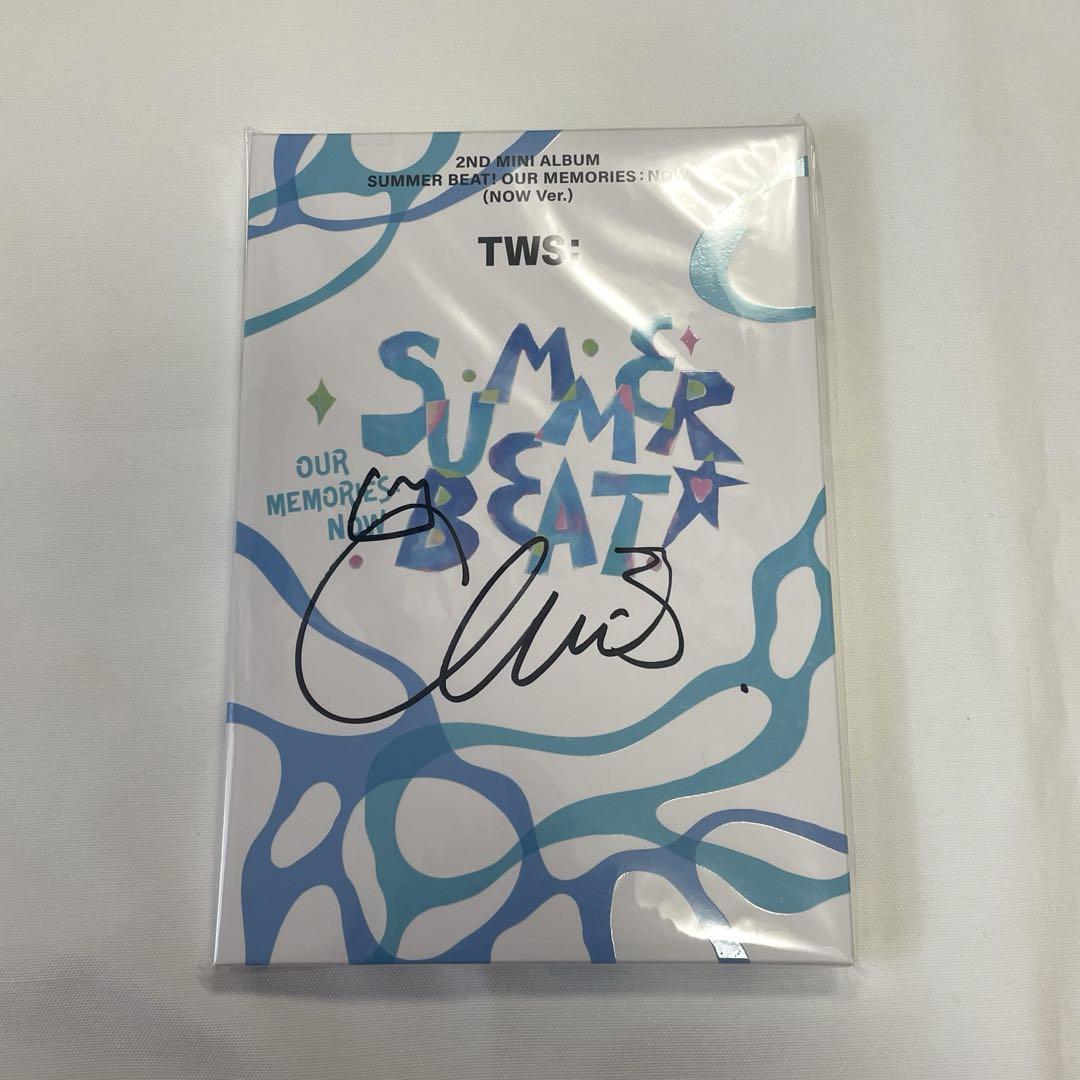 2ND MINI ALBUM
SUMMER BEAT! OUR MEMORIES : NOW
(NOW Ver.)
TWS:
SUMMER
BEAT!
OUR
MEMORIES:
NOW